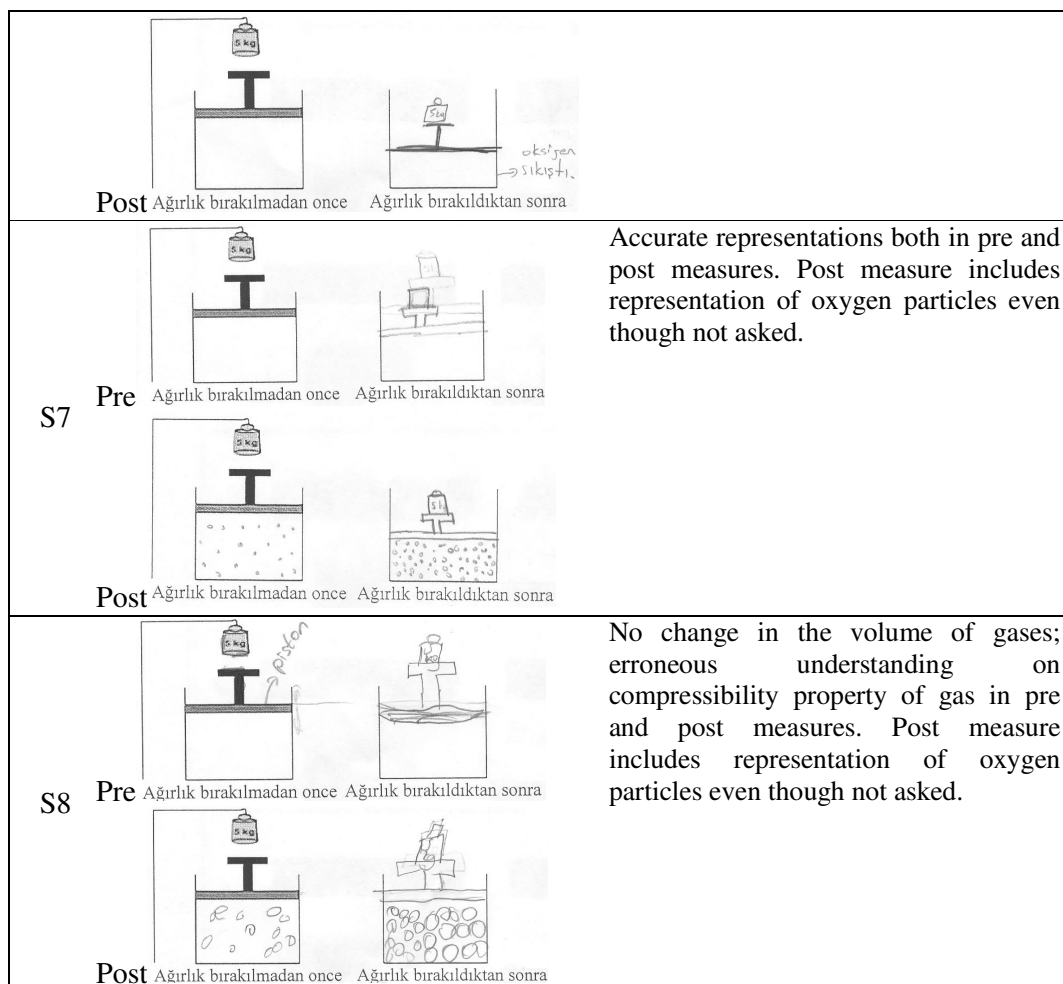 5 kg
5 kg
oksijen
sıkıştı.
Post Ağırlık bırakılmadan once Ağırlık bırakıldıktan sonra
S7
5 kg
Pre Ağırlık bırakılmadan once Ağırlık bırakıldıktan sonra
5 kg
Post Ağırlık bırakılmadan once Ağırlık bırakıldıktan sonra
Accurate representations both in pre and
post measures. Post measure includes
representation of oxygen particles even
though not asked.
S8
5 kg
piston
Pre Ağırlık bırakılmadan once Ağırlık bırakıldıktan sonra
5 kg
Post Ağırlık bırakılmadan once Ağırlık bırakıldıktan sonra
No change in the volume of gases;
erroneous understanding on
compressibility property of gas in pre
and post measures. Post measure
includes representation of oxygen
particles even though not asked.